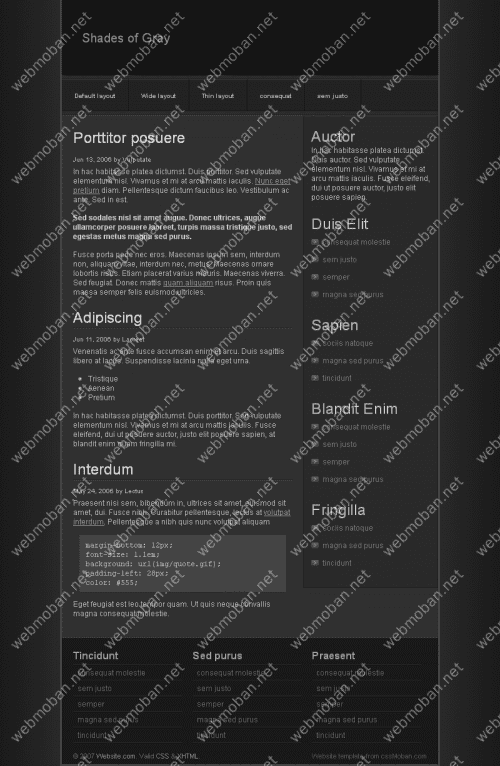 Shades of Gray
Default layout
Wide layout
Thin layout
consequat
sem justo
Porttitor posuere
Jun 13, 2006 by Vulputate
In hac habitasse platea dictumst. Duis porttitor. Sed vulputate
elementum nisl. Vivamus et mi at arcu mattis iaculis. Nunc eget
pretium diam. Pellentesque dictum faucibus leo. Vestibulum ac
ante. Sed in est.
Sed sodales nisl sit amet augue. Donec ultrices, augue
ullamcorper posuere laoreet, turpis massa tristique justo, sed
egestas metus magna sed purus.
Fusce porta pede nec eros. Maecenas ipsum sem, interdum
non, aliquam vitae, interdum nec, metus. Maecenas ornare
lobortis risus. Etiam placerat varius mauris. Maecenas viverra.
Sed feugiat. Donec mattis quam aliquam risus. Proin quis
massa semper felis euismod ultricies.
Adipiscing
Jun 11, 2006 by Laoreet
Venenatis ac ante fusce accumsan enim et arcu. Duis sagittis
libero at lacus. Suspendisse lacinia nulla eget urna.
Tristique
Aenean
Pretium
In hac habitasse platea dictumst. Duis porttitor. Sed vulputate
elementum nisl. Vivamus et mi at arcu mattis iaculis. Fusce
eleifend, dui ut posuere auctor, justo elit posuere sapien, at
blandit enim quam fringilla mi.
Interdum
May 24, 2006 by Lectus
Praesent nisi sem, bibendum in, ultrices sit amet, euismod sit
amet, dui. Fusce nibh. Curabitur pellentesque, lectus at volutpat
interdum. Pellentesque a nibh quis nunc volutpat aliquam
margin-bottom: 12px;
font-size: 1.1em;
background: url(img/quote.gif);
padding-left: 28px;
color: #555;
Eget feugiat est leo tempor quam. Ut quis neque convallis
magna consequat molestie.
Auctor
In hac habitasse platea dictumst.
Duis auctor. Sed vulputate
elementum nisl. Vivamus et mi at
arcu mattis iaculis. Fusce eleifend,
dui ut posuere auctor, justo elit
posuere sapien.
Duis Elit
consequat molestie
sem justo
semper
magna sed purus
Sapien
sociis natoque
magna sed purus
tincidunt
Blandit Enim
consequat molestie
sem justo
semper
magna sed purus
Fringilla
sociis natoque
magna sed purus
tincidunt
Tincidunt
consequat molestie
sem justo
semper
magna sed purus
tincidunt
Sed purus
consequat molestie
sem justo
semper
magna sed purus
tincidunt
Praesent
consequat molestie
sem justo
semper
magna sed purus
tincidunt
© 2007 Website.com. Valid CSS & XHTML
Website template from cssMoban.com
webmoban.net